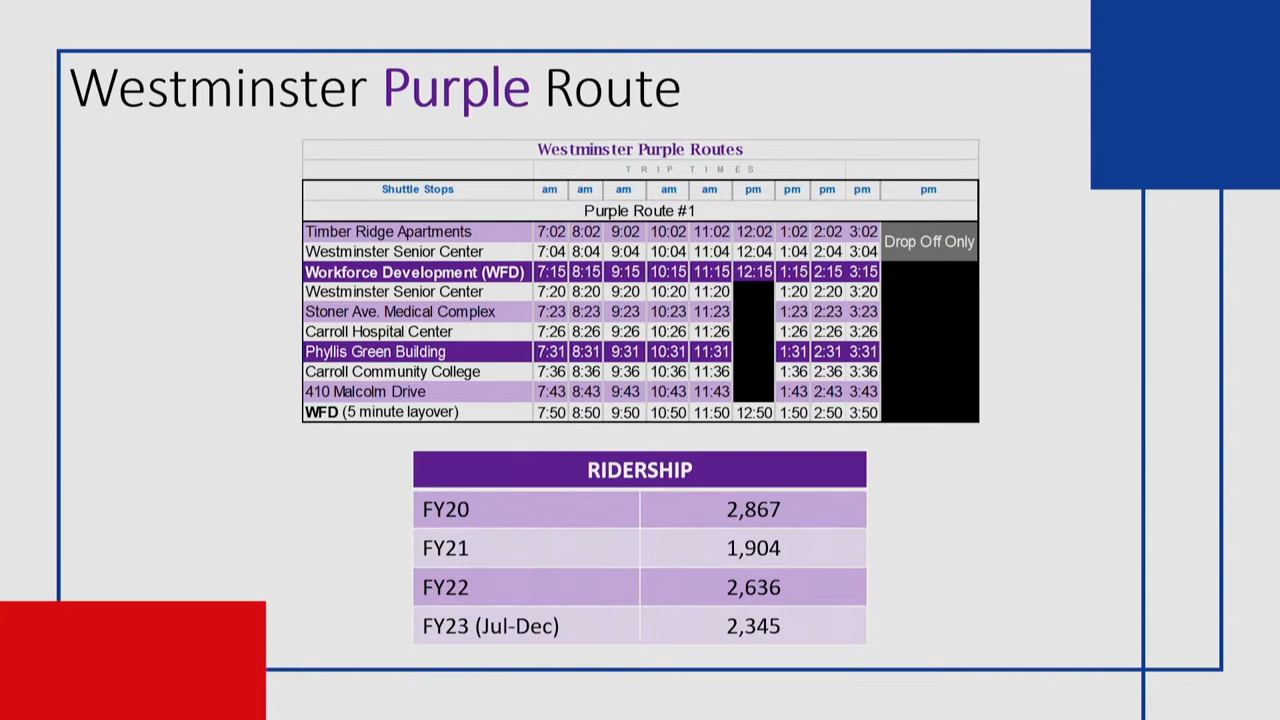 Westminster Purple Route
Westminster Purple Routes
TRIP TIMES
Shuttle Stops am am am am am pm pm pm pm pm
Purple Route #1
Timber Ridge Apartments 7:02 8:02 9:02 10:02 11:02 12:02 1:02 2:02 3:02 Drop Off Only
Westminster Senior Center 7:04 8:04 9:04 10:04 11:04 12:04 1:04 2:04 3:04
Workforce Development (WFD) 7:15 8:15 9:15 10:15 11:15 12:15 1:15 2:15 3:15
Westminster Senior Center 7:20 8:20 9:20 10:20 11:20 1:20 2:20 3:20
Stoner Ave. Medical Complex 7:23 8:23 9:23 10:23 11:23 1:23 2:23 3:23
Carroll Hospital Center 7:26 8:26 9:26 10:26 11:26 1:26 2:26 3:26
Phyllis Green Building 7:31 8:31 9:31 10:31 11:31 1:31 2:31 3:31
Carroll Community College 7:36 8:36 9:36 10:36 11:36 1:36 2:36 3:36
410 Malcolm Drive 7:43 8:43 9:43 10:43 11:43 1:43 2:43 3:43
WFD (5 minute layover) 7:50 8:50 9:50 10:50 11:50 12:50 1:50 2:50 3:50
RIDERSHIP
FY20 2,867
FY21 1,904
FY22 2,636
FY23 (Jul-Dec) 2,345